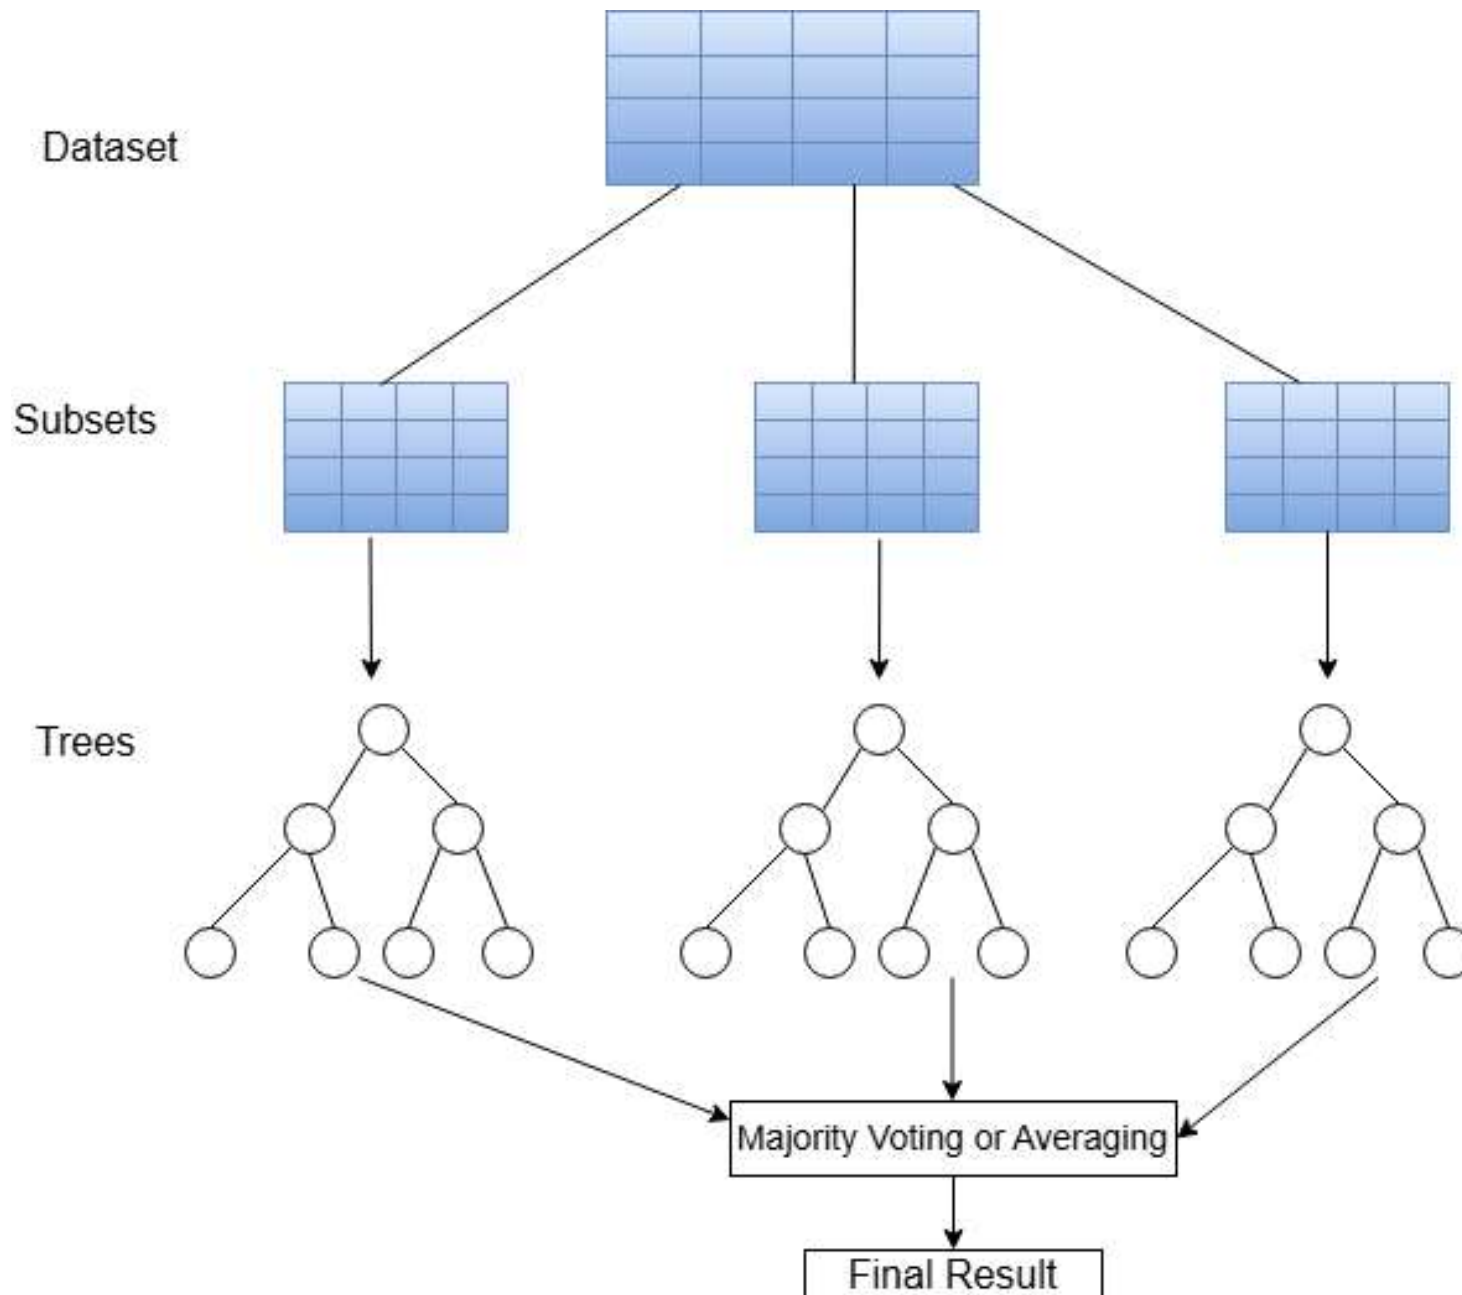 Dataset
Subsets
Trees
Majority Voting or Averaging
Final Result